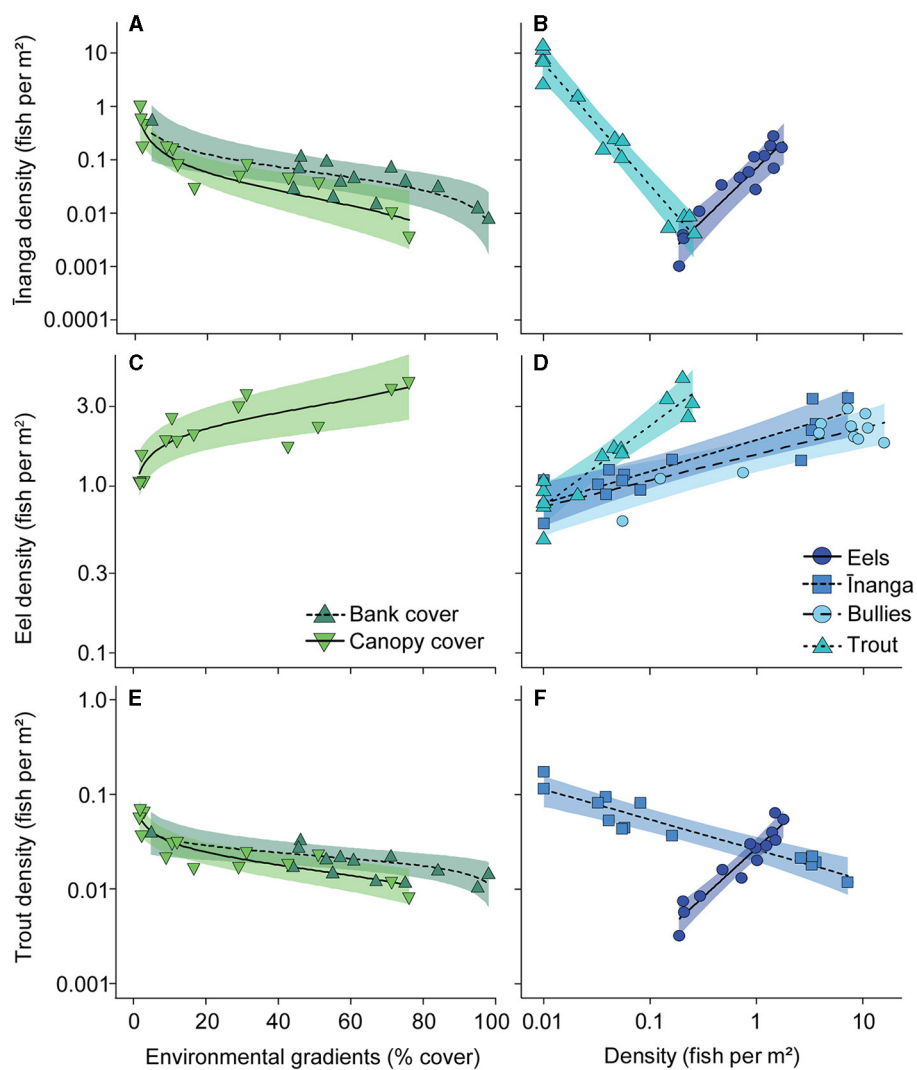 A
B
Īnanga density (fish per m²)
10
1
0.1
0.01
0.001
0.0001
C
D
Eel density (fish per m²)
3.0
1.0
0.3
0.1
Bank cover
Canopy cover
Eels
Īnanga
Bullies
Trout
E
F
Trout density (fish per m²)
1.0
0.1
0.01
0.001
0 20 40 60 80 100
0.01 0.1 1 10
Environmental gradients (% cover)
Density (fish per m²)